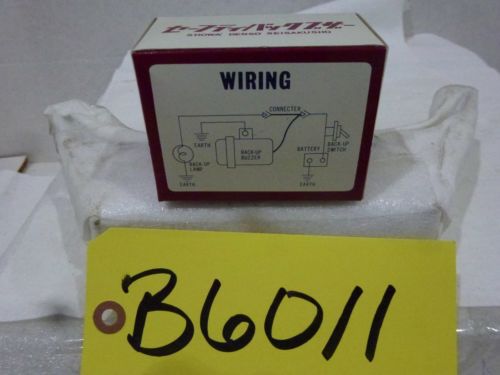 セーフティバックブザー
SHOWA DENSO SEISAKUSHO
WIRING
CONNECTER
EARTH
BACK-UP
LAMP
EARTH
BACK-UP
BUZZER
BATTERY
BACK-UP
SWITCH
EARTH
B6011